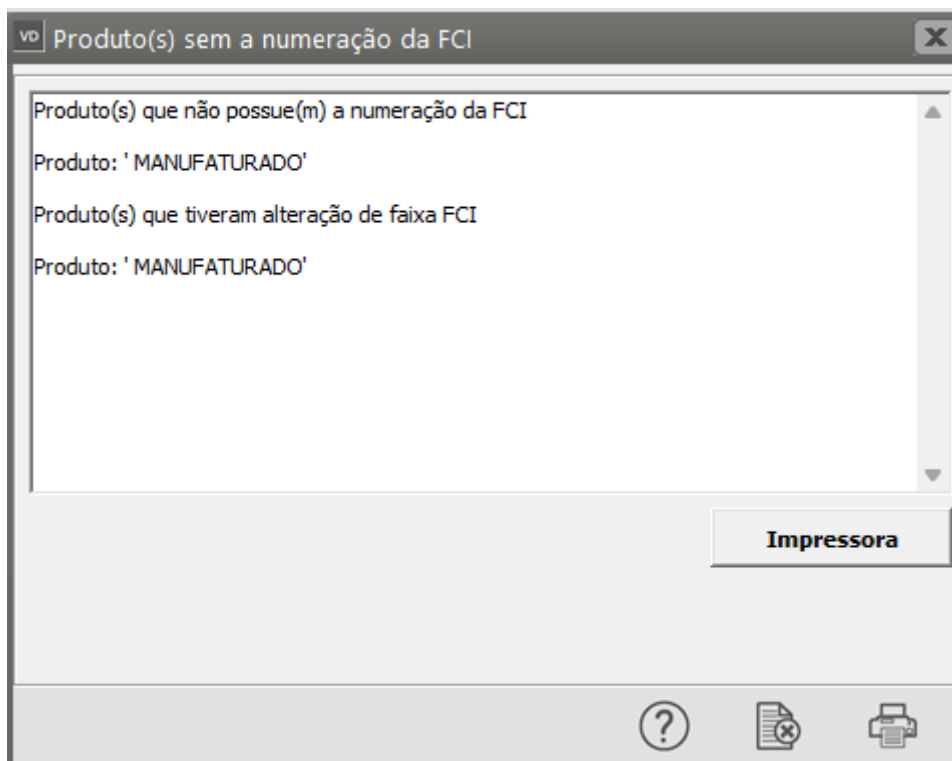 VD Produto(s) sem a numeração da FCI
Produto(s) que não possue(m) a numeração da FCI
Produto: ' MANUFATURADO'
Produto(s) que tiveram alteração de faixa FCI
Produto: ' MANUFATURADO'
Impressora